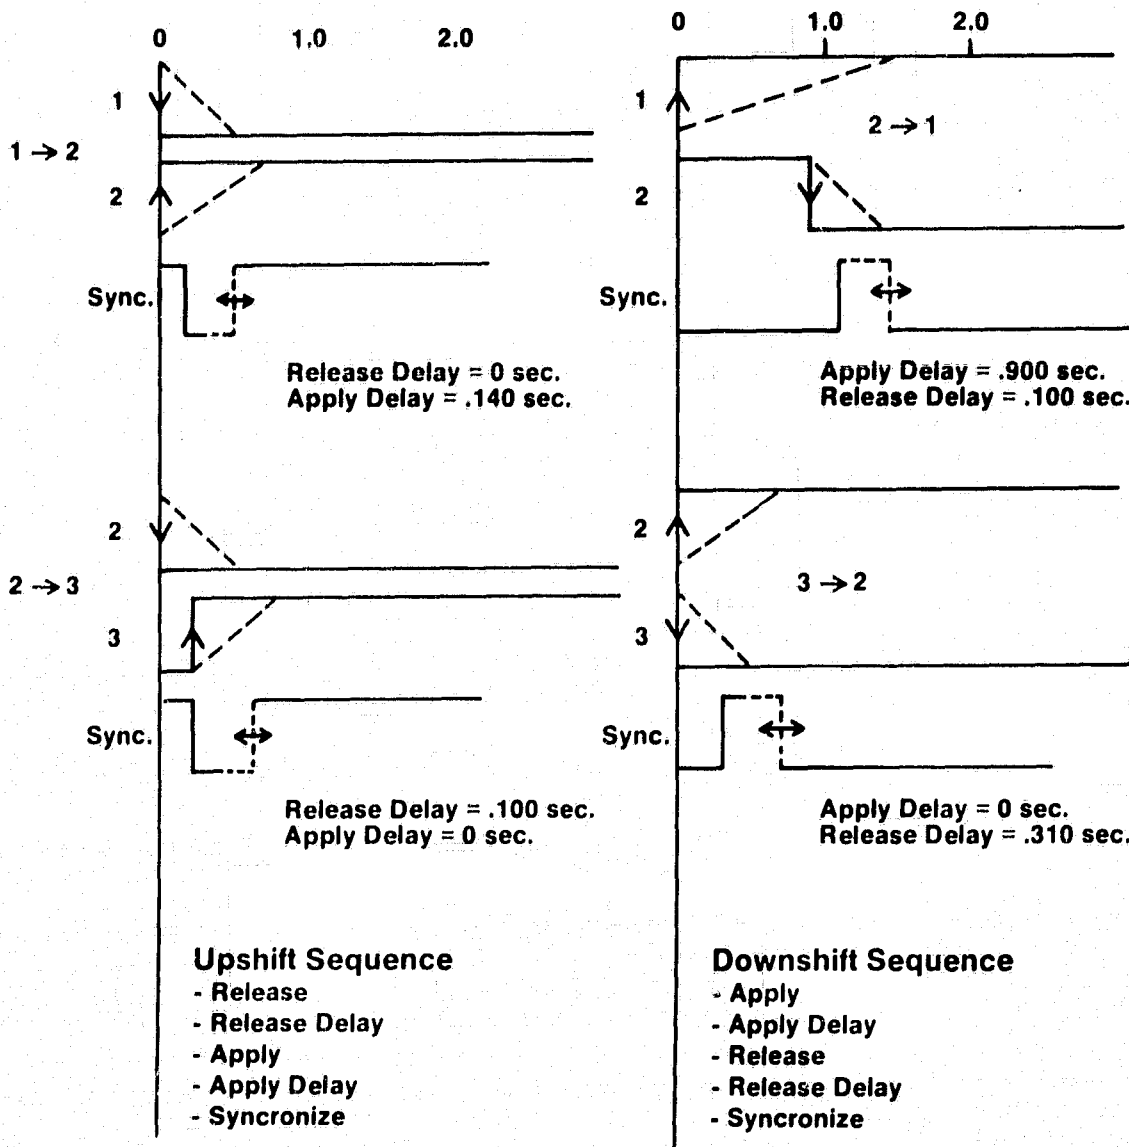 0 1.0 2.0
1
1 → 2
2
Sync.
Release Delay = 0 sec.
Apply Delay = .140 sec.
2
2 → 3
3
Sync.
Release Delay = .100 sec.
Apply Delay = 0 sec.
Upshift Sequence
- Release
- Release Delay
- Apply
- Apply Delay
- Syncronize
0 1.0 2.0
1
2 → 1
2
Sync.
Apply Delay = .900 sec.
Release Delay = .100 sec.
2
3 → 2
3
Sync.
Apply Delay = 0 sec.
Release Delay = .310 sec.
Downshift Sequence
- Apply
- Apply Delay
- Release
- Release Delay
- Syncronize